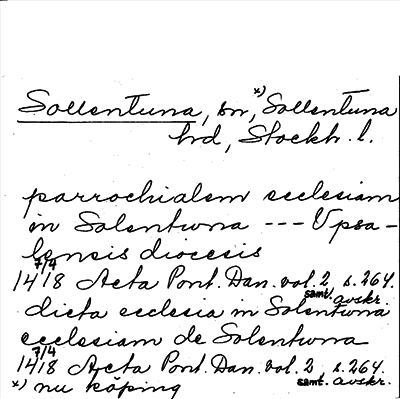 Sollentuna, sn,*) Sollentuna
hd, Stockh. l.
parrochialem ecclesiam
in Solentwna --- Vpsa-
lensis diocesis
7/4 1418 Acta Pont. Dan. vol. 2, s. 264.
samt. avskr.
dicta ecclesia in Solentwna
ecclesiam de Solentwna
7/4 1418 Acta Pont. Dan. vol. 2, s. 264.
samt. avskr.
*) nu köping